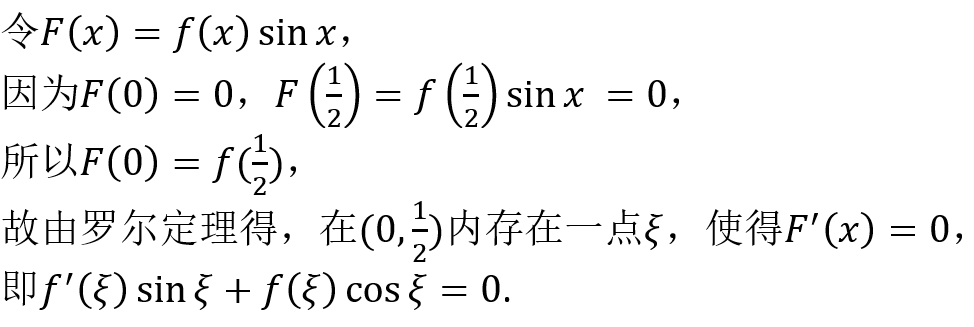 令F(x) = f(x) sin x,
因为F(0) = 0, F(1/2) = f(1/2) sin x = 0,
所以F(0) = f(1/2),
故由罗尔定理得，在(0,1/2)内存在一点ξ，使得F′(x) = 0,
即f′(ξ) sin ξ + f(ξ) cos ξ = 0.